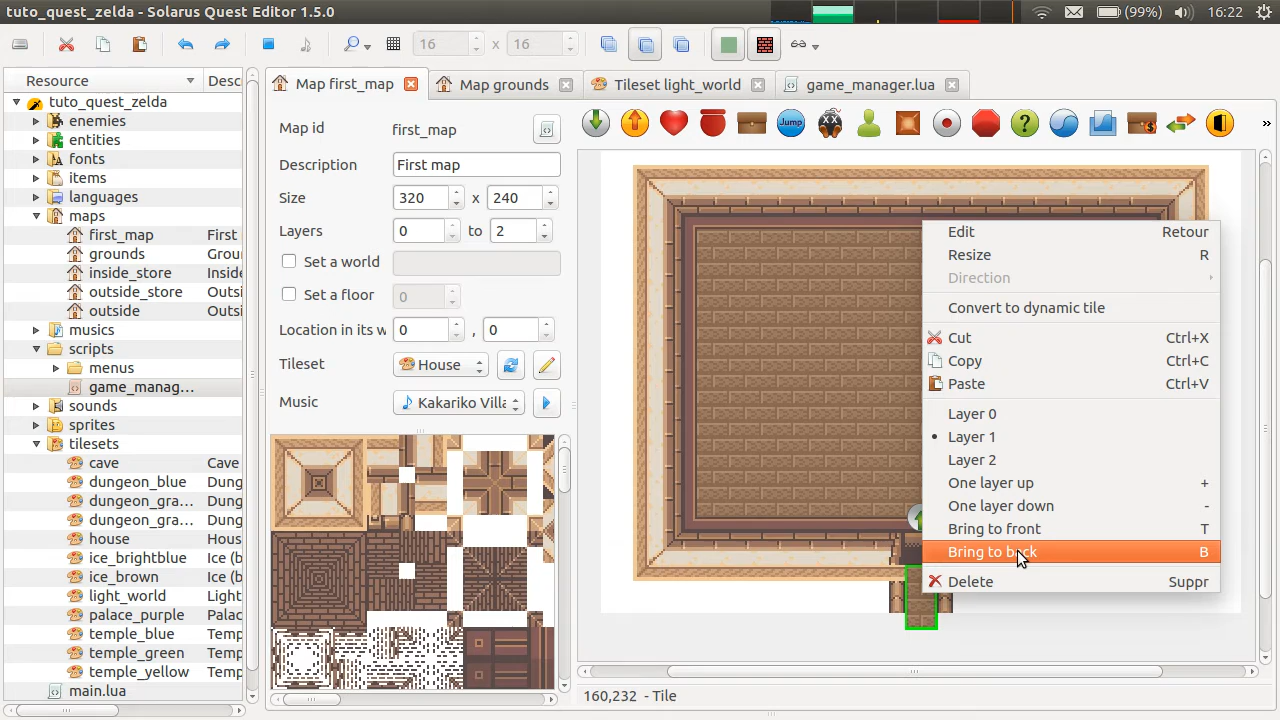 tuto_quest_zelda - Solarus Quest Editor 1.5.0
(99%)
16:22
16 x 16
Resource Desc
tuto_quest_zelda
enemies
entities
fonts
items
languages
maps
first_map First
grounds
inside_store Insid
outside_store Outsi
outside Outsi
musics
scripts
menus
game_manag...
sounds
sprites
tilesets
cave Cave
dungeon_blue Dung
dungeon_gra... Dung
dungeon_gra... Dung
house Hous
ice_brightblue Ice (b
ice_brown Ice (b
light_world Light
palace_purple Palac
temple_blue Temp
temple_green Temp
temple_yellow Temp
main.lua
Map first_map
Map grounds
Tileset light_world
game_manager.lua
Map id first_map
Description First map
Size 320 x 240
Layers 0 to 2
Set a world
Set a floor 0
Location in its w 0 , 0
Tileset House
Music Kakariko Villa
Jump
?
$
»
Edit Retour
Resize R
Direction
Convert to dynamic tile
Cut Ctrl+X
Copy Ctrl+C
Paste Ctrl+V
Layer 0
Layer 1
Layer 2
One layer up +
One layer down -
Bring to front T
Bring to back B
Delete Suppr
160,232 - Tile